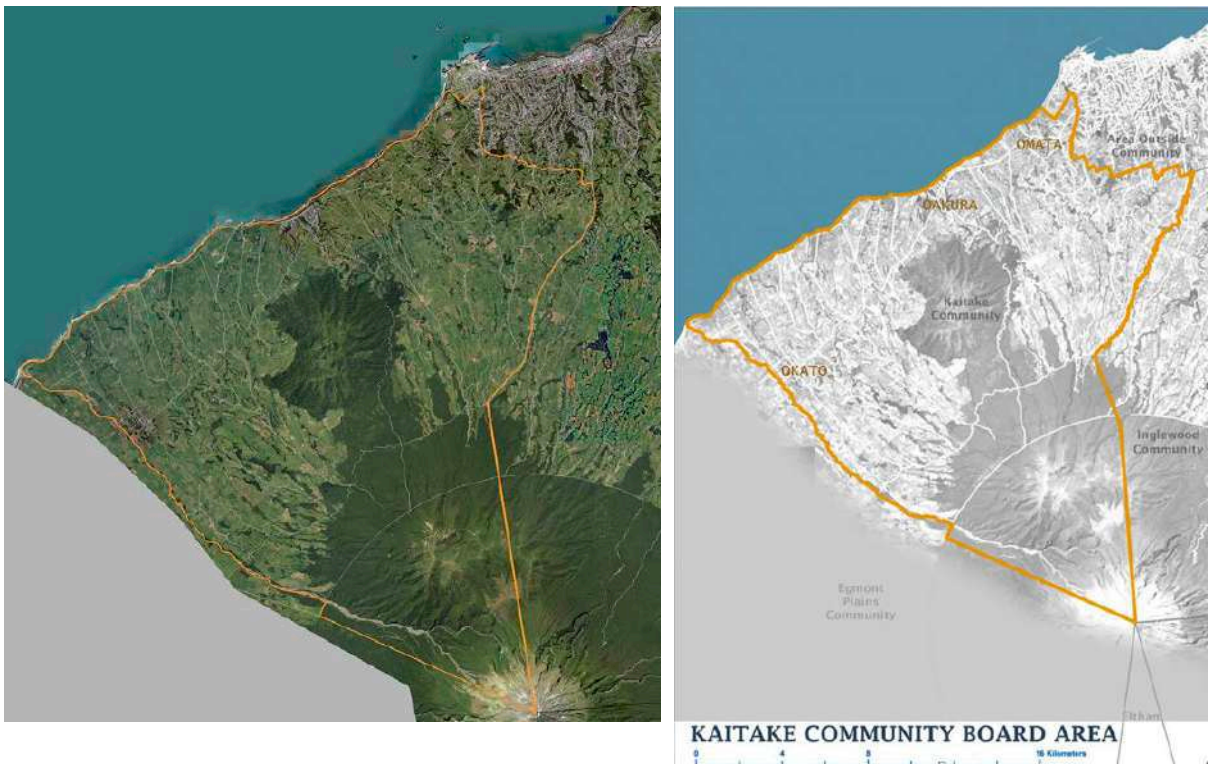 Area Outside
Community
OMATA
OAKURA
Kaitake
Community
OKATO
Inglewood
Community
Egmont
Plains
Community
KAITAKE COMMUNITY BOARD AREA
0 4 8 16 Kilometers